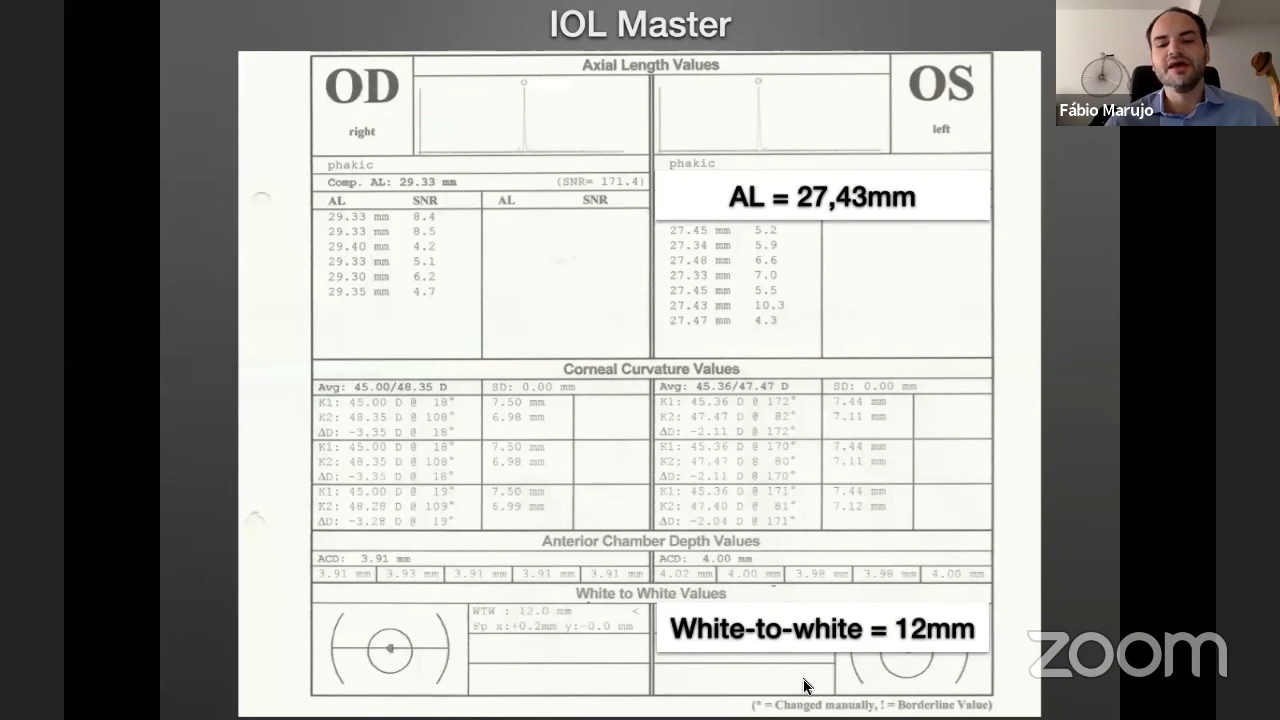 IOL Master
Fábio Marujo
OD
right
Axial Length Values
OS
left
phakic
Comp. AL: 29.33 mm (SNR= 171.4)
AL SNR AL SNR
29.33 mm 8.4
29.33 mm 8.5
29.40 mm 4.2
29.33 mm 5.1
29.30 mm 6.2
29.35 mm 4.7
phakic
AL = 27,43mm
27.45 mm 5.2
27.34 mm 5.9
27.48 mm 6.6
27.33 mm 7.0
27.45 mm 5.5
27.43 mm 10.3
27.47 mm 4.3
Corneal Curvature Values
Avg: 45.00/48.35 D SD: 0.00 mm
K1: 45.00 D @ 18° 7.50 mm
K2: 48.35 D @ 108° 6.98 mm
ΔD: -3.35 D @ 18°
K1: 45.00 D @ 18° 7.50 mm
K2: 48.35 D @ 108° 6.98 mm
ΔD: -3.35 D @ 18°
K1: 45.00 D @ 19° 7.50 mm
K2: 48.28 D @ 109° 6.99 mm
ΔD: -3.28 D @ 19°
Avg: 45.36/47.47 D SD: 0.00 mm
K1: 45.36 D @ 172° 7.44 mm
K2: 47.47 D @ 82° 7.11 mm
ΔD: -2.11 D @ 172°
K1: 45.36 D @ 170° 7.44 mm
K2: 47.47 D @ 80° 7.11 mm
ΔD: -2.11 D @ 170°
K1: 45.36 D @ 171° 7.44 mm
K2: 47.40 D @ 81° 7.12 mm
ΔD: -2.04 D @ 171°
Anterior Chamber Depth Values
ACD: 3.91 mm
3.91 mm 3.93 mm 3.91 mm 3.91 mm 3.91 mm
ACD: 4.00 mm
4.02 mm 4.00 mm 3.98 mm 3.98 mm 4.00 mm
White to White Values
WTW : 12.0 mm <
Fp x:+0.2mm y:-0.0 mm
White-to-white = 12mm
(* = Changed manually, ! = Borderline Value)
zoom